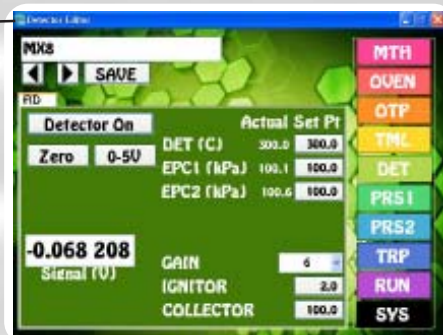 Detector Editor
MX8
MTH
SAVE
OVEN
FID
OTP
Detector On
Actual Set Pt
TML
Zero
0-5V
DET (C) 300.0 300.0
DET
EPC1 (kPa) 100.1 100.0
EPC2 (kPa) 100.6 100.0
PRS1
PRS2
-0.068 208
Signal (V)
GAIN 6
TRP
IGNITOR 2.0
RUN
COLLECTOR 100.0
SYS